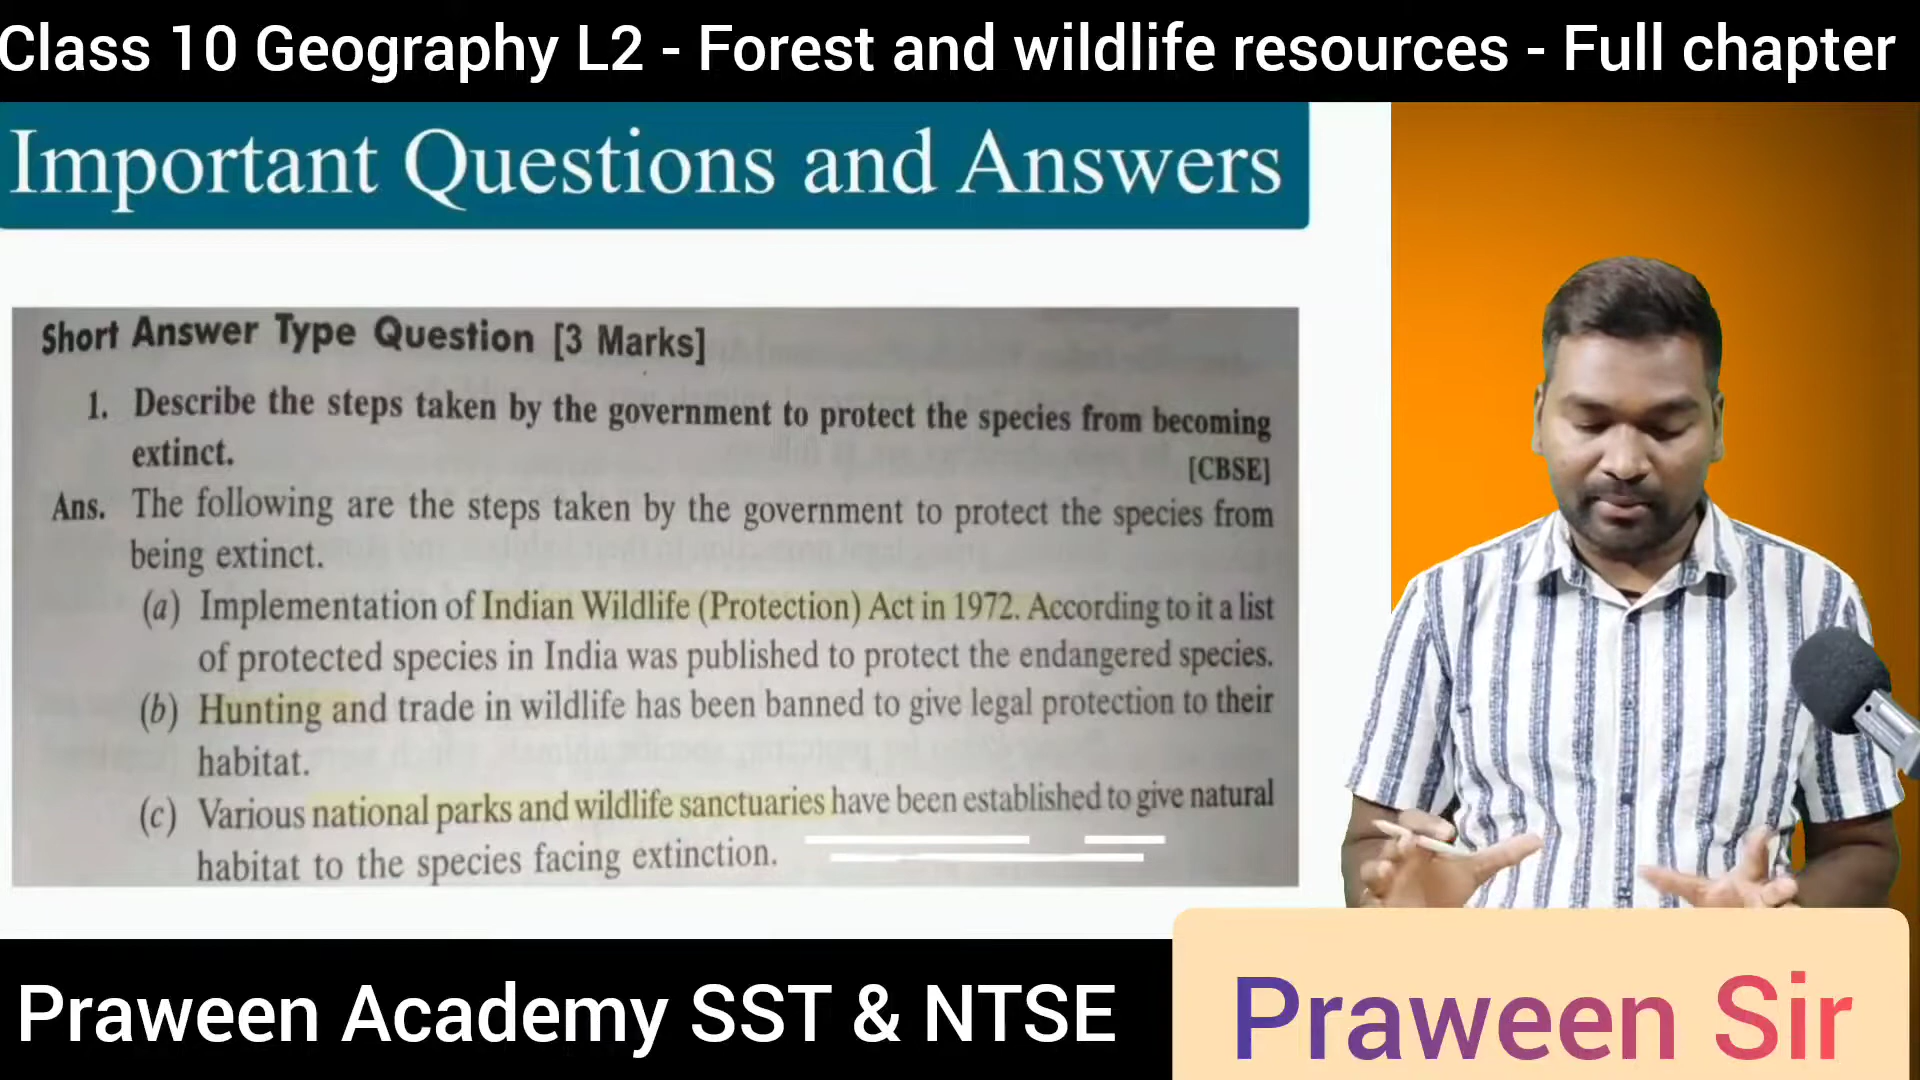 Class 10 Geography L2 - Forest and wildlife resources - Full chapter
Important Questions and Answers
Short Answer Type Question [3 Marks]
1. Describe the steps taken by the government to protect the species from becoming
extinct. [CBSE]
Ans. The following are the steps taken by the government to protect the species from
being extinct.
(a) Implementation of Indian Wildlife (Protection) Act in 1972. According to it a list
of protected species in India was published to protect the endangered species.
(b) Hunting and trade in wildlife has been banned to give legal protection to their
habitat.
(c) Various national parks and wildlife sanctuaries have been established to give natural
habitat to the species facing extinction.
Praween Academy SST & NTSE
Praween Sir